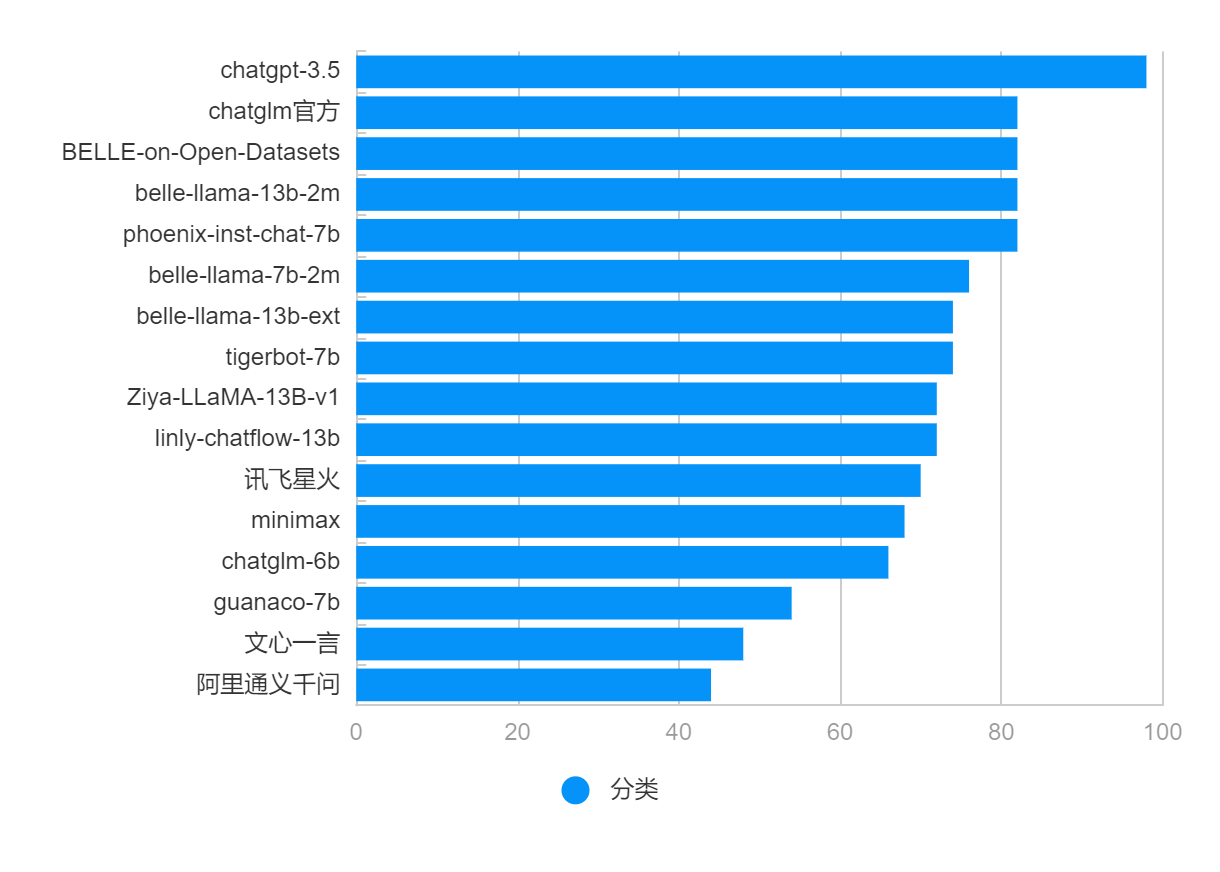 chatgpt-3.5
chatglm官方
BELLE-on-Open-Datasets
belle-llama-13b-2m
phoenix-inst-chat-7b
belle-llama-7b-2m
belle-llama-13b-ext
tigerbot-7b
Ziya-LLaMA-13B-v1
linly-chatflow-13b
讯飞星火
minimax
chatglm-6b
guanaco-7b
文心一言
阿里通义千问
0 20 40 60 80 100
分类